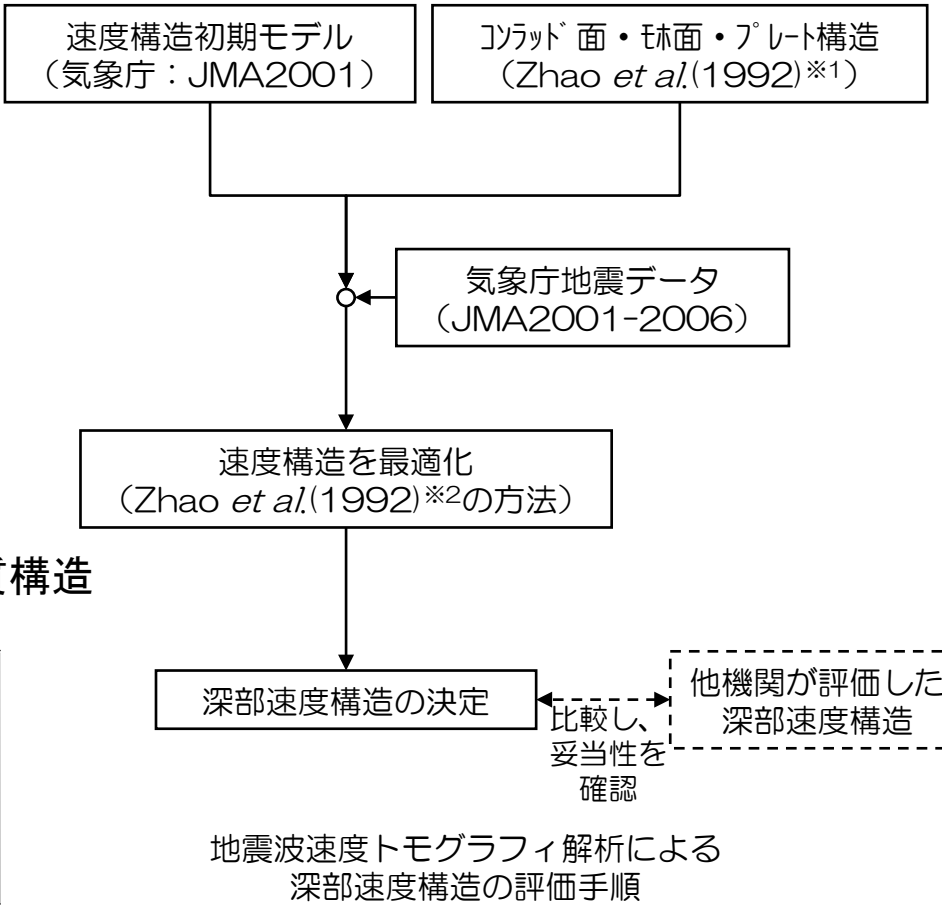 速度構造初期モデル
（気象庁：JMA2001）
ｺﾝﾗｯﾄﾞ面・ﾓﾎ面・ﾌﾟﾚｰﾄ構造
（Zhao et al.(1992)※1）
気象庁地震データ
（JMA2001-2006）
速度構造を最適化
（Zhao et al.(1992)※2の方法）
構造
深部速度構造の決定
比較し、
妥当性を
確認
他機関が評価した
深部速度構造
地震波速度トモグラフィ解析による
深部速度構造の評価手順